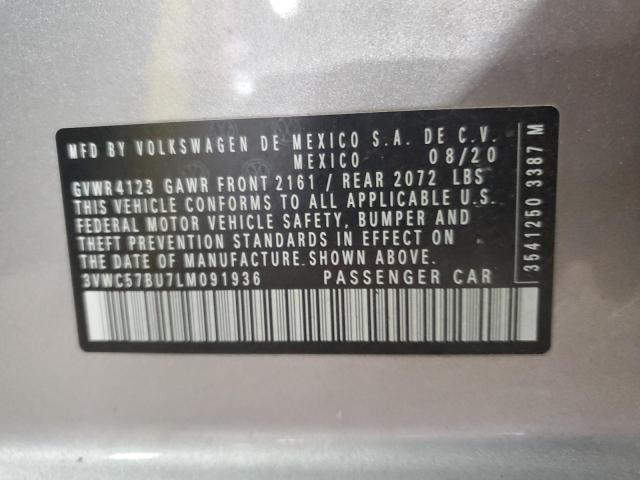 MFD BY VOLKSWAGEN DE MEXICO S.A. DE C.V.
MEXICO 08/20
GVWR4123 GAWR FRONT 2161 / REAR 2072 LBS
THIS VEHICLE CONFORMS TO ALL APPLICABLE U.S.
FEDERAL MOTOR VEHICLE SAFETY, BUMPER AND
THEFT PREVENTION STANDARDS IN EFFECT ON
THE DATE OF MANUFACTURE.SHOWN ABOVE.
3VWC57BU7LM091936 PASSENGER CAR
3541250 3387 M